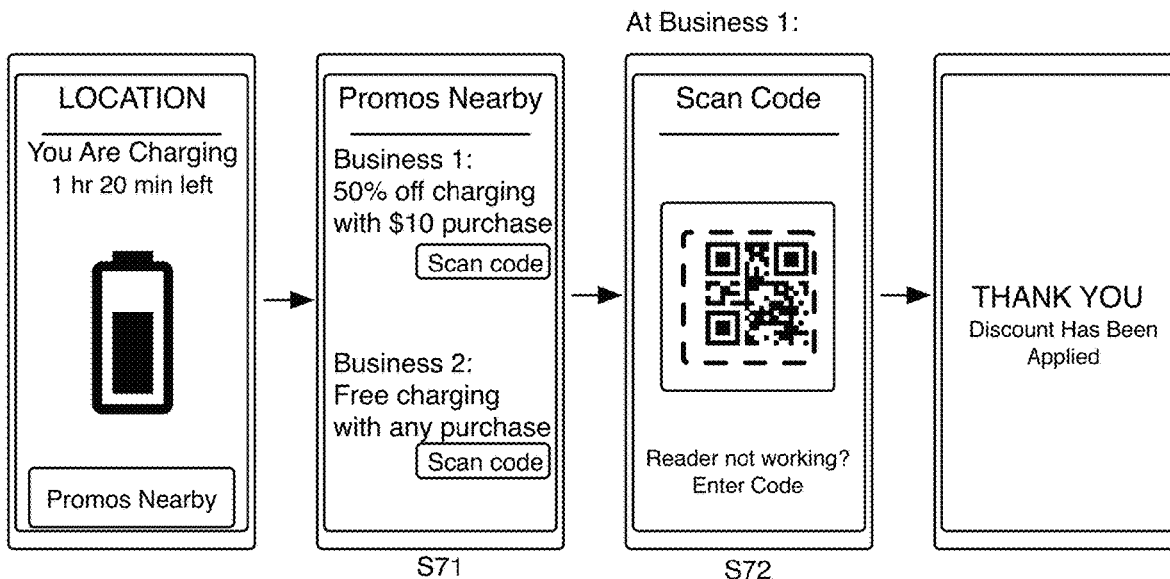 At Business 1:
LOCATION
You Are Charging
1 hr 20 min left
Promos Nearby
Promos Nearby
Business 1:
50% off charging
with $10 purchase
Scan code
Business 2:
Free charging
with any purchase
Scan code
S71
Scan Code
Reader not working?
Enter Code
S72
THANK YOU
Discount Has Been
Applied